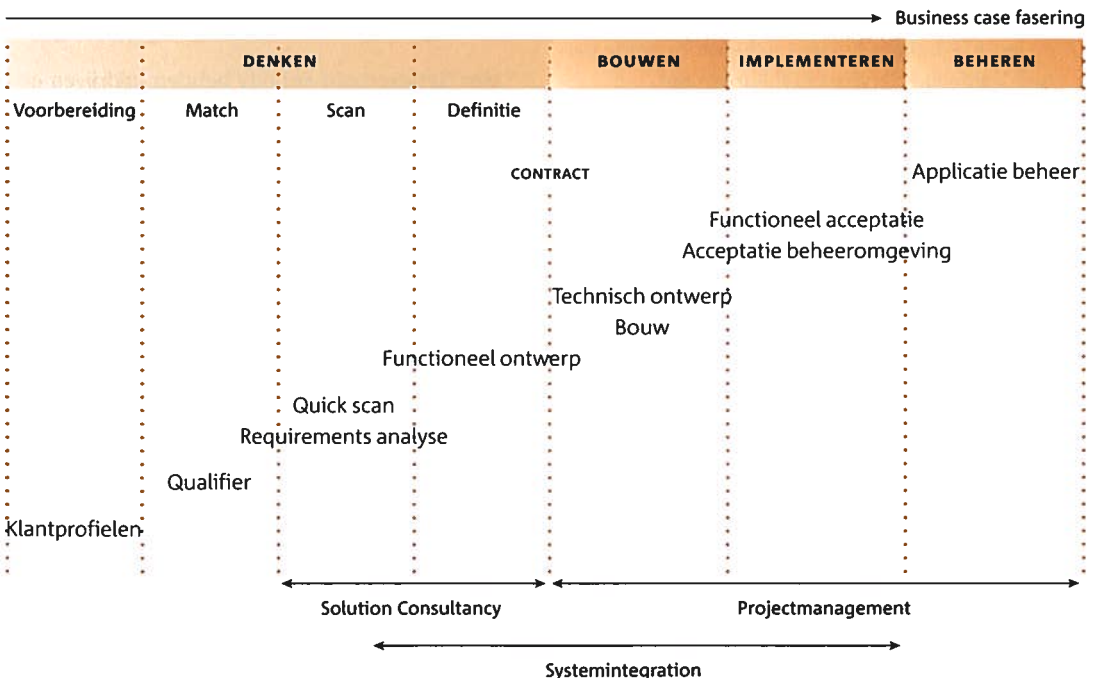 Business case fasering
DENKEN BOUWEN IMPLEMENTEREN BEHEREN
Voorbereiding Match Scan Definitie
CONTRACT Applicatie beheer
Functioneel acceptatie
Acceptatie beheeromgeving
Technisch ontwerp
Bouw
Functioneel ontwerp
Quick scan
Requirements analyse
Qualifier
Klantprofielen
Solution Consultancy Projectmanagement
Systemintegration